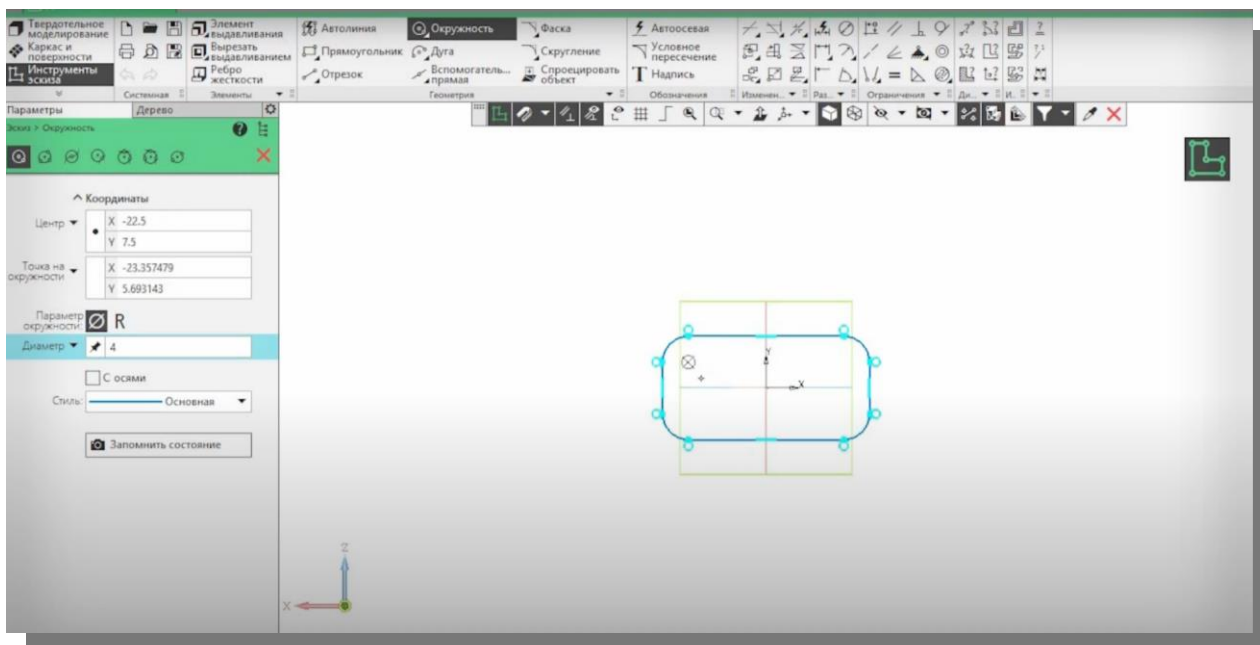 Твердотельное
моделирование
Элемент
выдавливания
Автолиния
Окружность
Фаска
Автоосевая
Каркас и
поверхности
Вырезать
выдавливанием
Прямоугольник
Дуга
Скругление
Условное
пересечение
Инструменты
эскиза
Ребро
жесткости
Отрезок
Вспомогатель...
прямая
Спроецировать
объект
Надпись
Системная
Элементы
Геометрия
Обозначения
Изменен...
Раз...
Ограничения
Ди...
И...
Параметры
Дерево
Эскиз > Окружность
Координаты
Центр
X -22.5
Y 7.5
Точка на
окружности
X -23.357479
Y 5.693143
Параметр
окружности:
R
Диаметр
4
С осями
Стиль:
Основная
Запомнить состояние
Y
X
Z
X